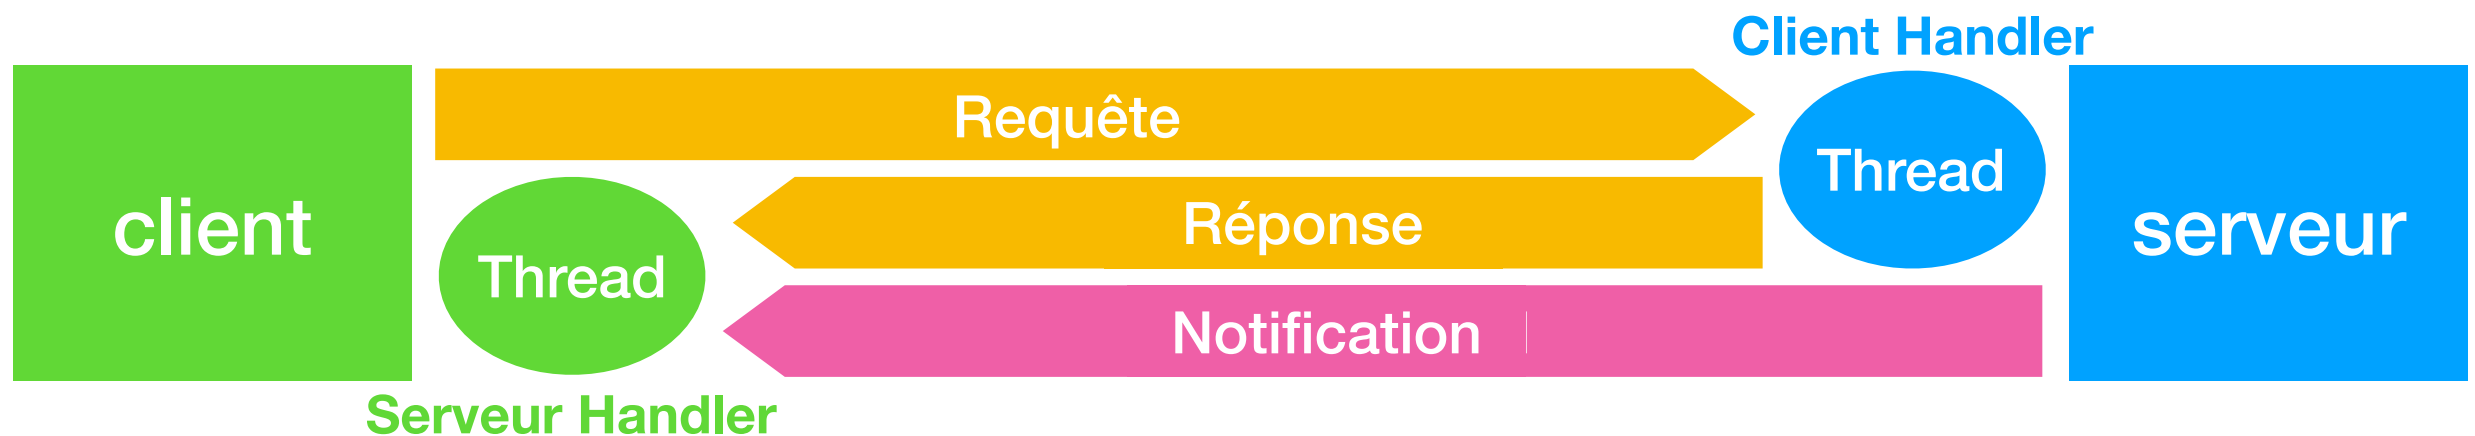 Client Handler
Requête
Thread
client
Réponse
serveur
Thread
Notification
Serveur Handler